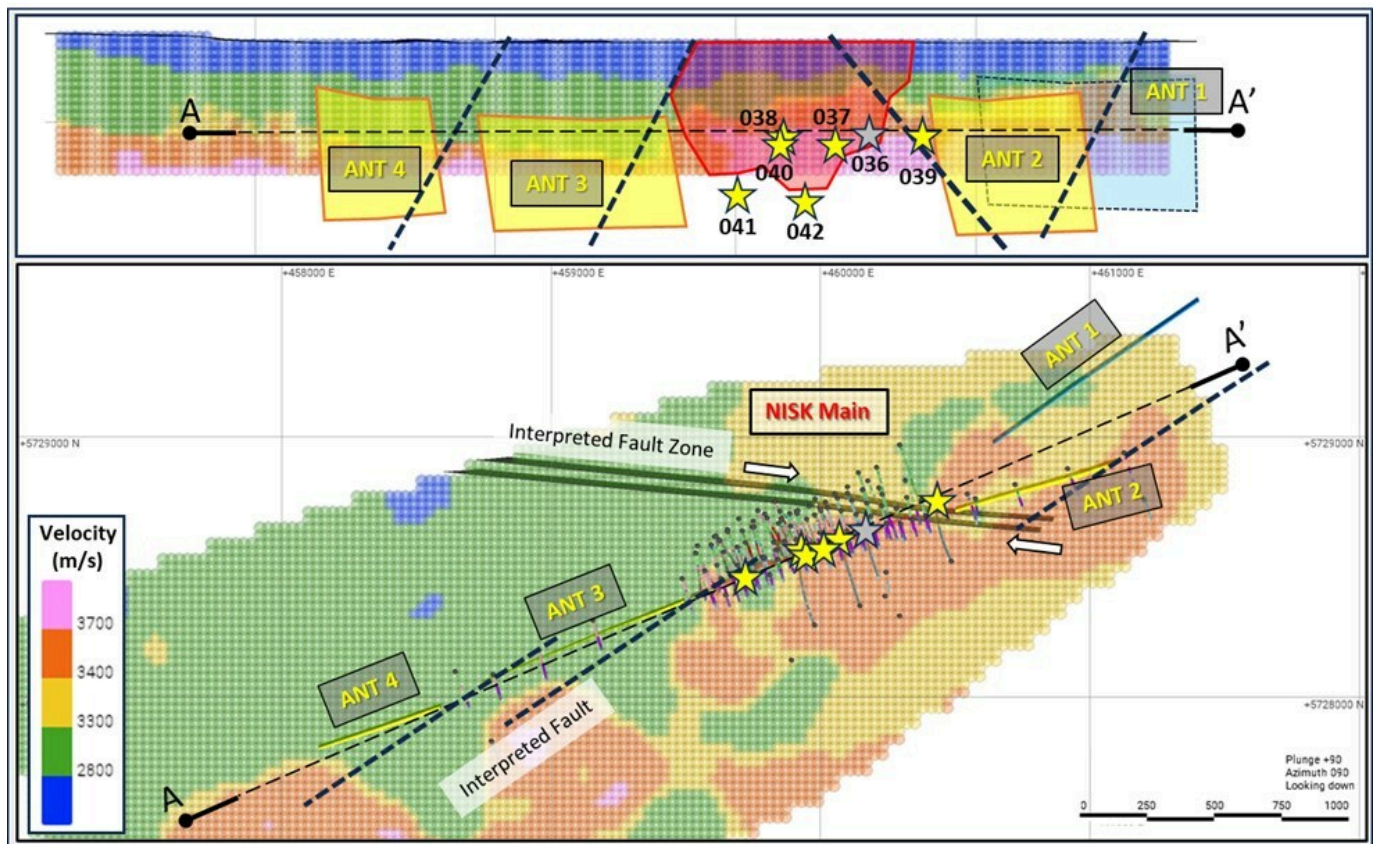 A
A'
ANT 1
038
037
036
039
ANT 4
ANT 3
040
ANT 2
041
042
+458000 E
+459000 E
+460000 E
+461000 E
ANT 1
A'
NISK Main
Interpreted Fault Zone
+5729000 N
+5729000 N
ANT 2
Velocity
(m/s)
3700
3400
3300
2800
ANT 3
ANT 4
Interpreted Fault
+5728000 N
A
Plunge +90
Azimuth 090
Looking down
0 250 500 750 1000